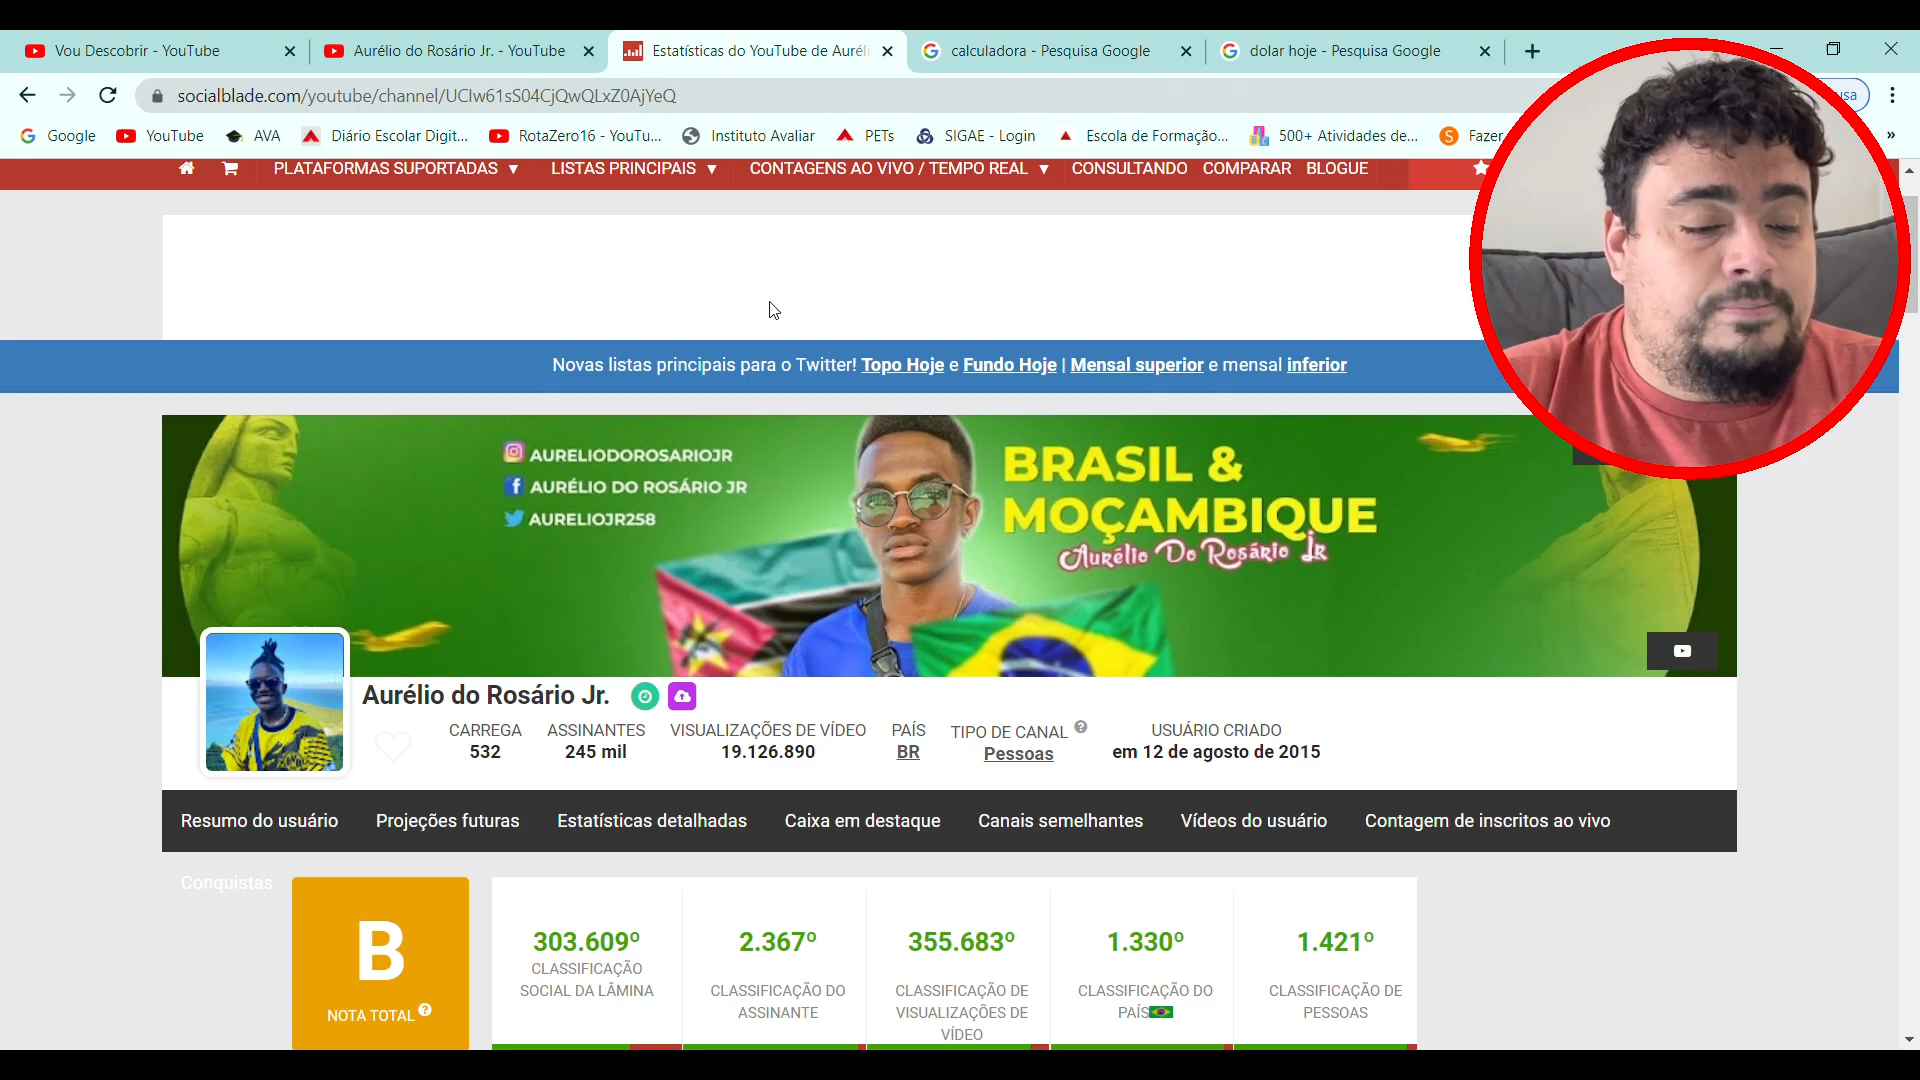 Vou Descobrir - YouTube
Aurélio do Rosário Jr. - YouTube
Estatísticas do YouTube de Auréli
calculadora - Pesquisa Google
dolar hoje - Pesquisa Google
socialblade.com/youtube/channel/UCIw61sS04CjQwQLxZ0AjYeQ
usa
Google
YouTube
AVA
Diário Escolar Digit...
RotaZero16 - YouTu...
Instituto Avaliar
PETs
SIGAE - Login
Escola de Formação...
500+ Atividades de...
Fazer
»
PLATAFORMAS SUPORTADAS
LISTAS PRINCIPAIS
CONTAGENS AO VIVO / TEMPO REAL
CONSULTANDO
COMPARAR
BLOGUE
Novas listas principais para o Twitter! Topo Hoje e Fundo Hoje | Mensal superior e mensal inferior
AURELIODOROSARIOJR
AURÉLIO DO ROSÁRIO JR
AURELIOJR258
BRASIL &
MOÇAMBIQUE
Aurélio Do Rosário Jr
Aurélio do Rosário Jr.
CARREGA
532
ASSINANTES
245 mil
VISUALIZAÇÕES DE VÍDEO
19.126.890
PAÍS
BR
TIPO DE CANAL
Pessoas
USUÁRIO CRIADO
em 12 de agosto de 2015
Resumo do usuário
Projeções futuras
Estatísticas detalhadas
Caixa em destaque
Canais semelhantes
Vídeos do usuário
Contagem de inscritos ao vivo
Conquistas
B
NOTA TOTAL
303.609º
CLASSIFICAÇÃO
SOCIAL DA LÂMINA
2.367º
CLASSIFICAÇÃO DO
ASSINANTE
355.683º
CLASSIFICAÇÃO DE
VISUALIZAÇÕES DE
VÍDEO
1.330º
CLASSIFICAÇÃO DO
PAÍS
1.421º
CLASSIFICAÇÃO DE
PESSOAS